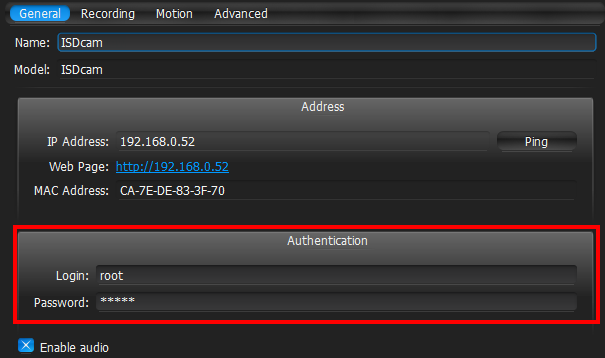 General Recording Motion Advanced
Name: ISDcam
Model: ISDcam
Address
IP Address: 192.168.0.52 Ping
Web Page: http://192.168.0.52
MAC Address: CA-7E-DE-83-3F-70
Authentication
Login: root
Password: *****
Enable audio